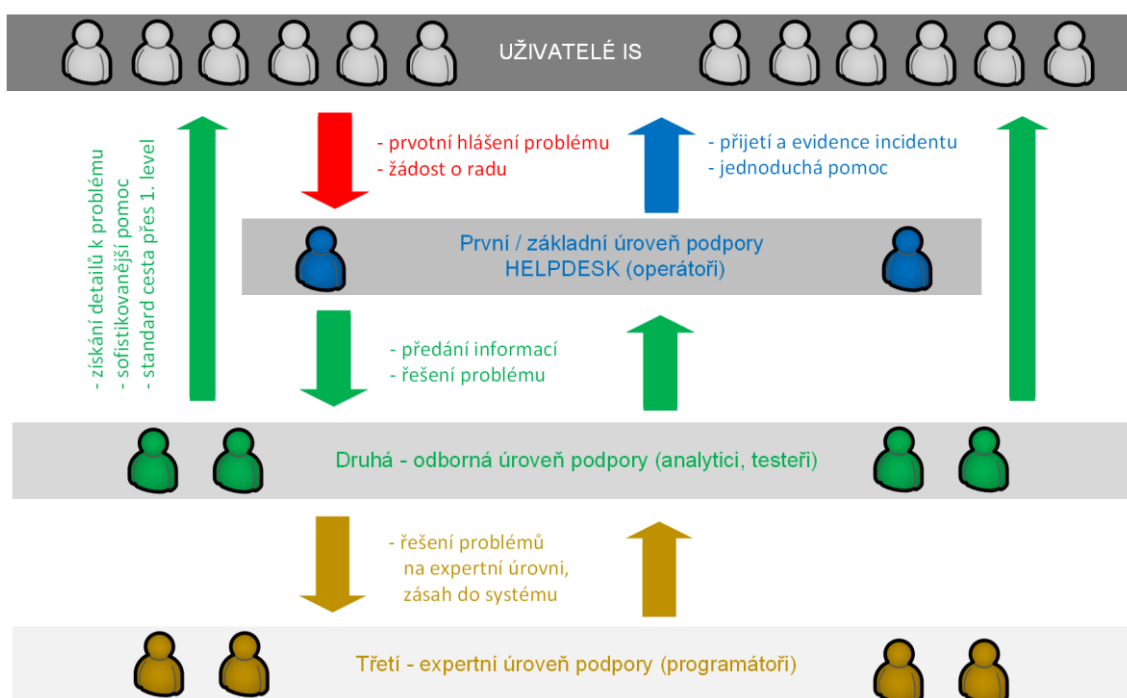 UŽIVATELÉ IS
- prvotní hlášení problému
- žádost o radu
- přijetí a evidence incidentu
- jednoduchá pomoc
- získání detailů k problému
- sofistikovanější pomoc
- standard cesta přes 1. level
První / základní úroveň podpory
HELPDESK (operátoři)
- předání informací
- řešení problému
Druhá - odborná úroveň podpory (analytici, testeři)
- řešení problémů
na expertní úrovni,
zásah do systému
Třetí - expertní úroveň podpory (programátoři)